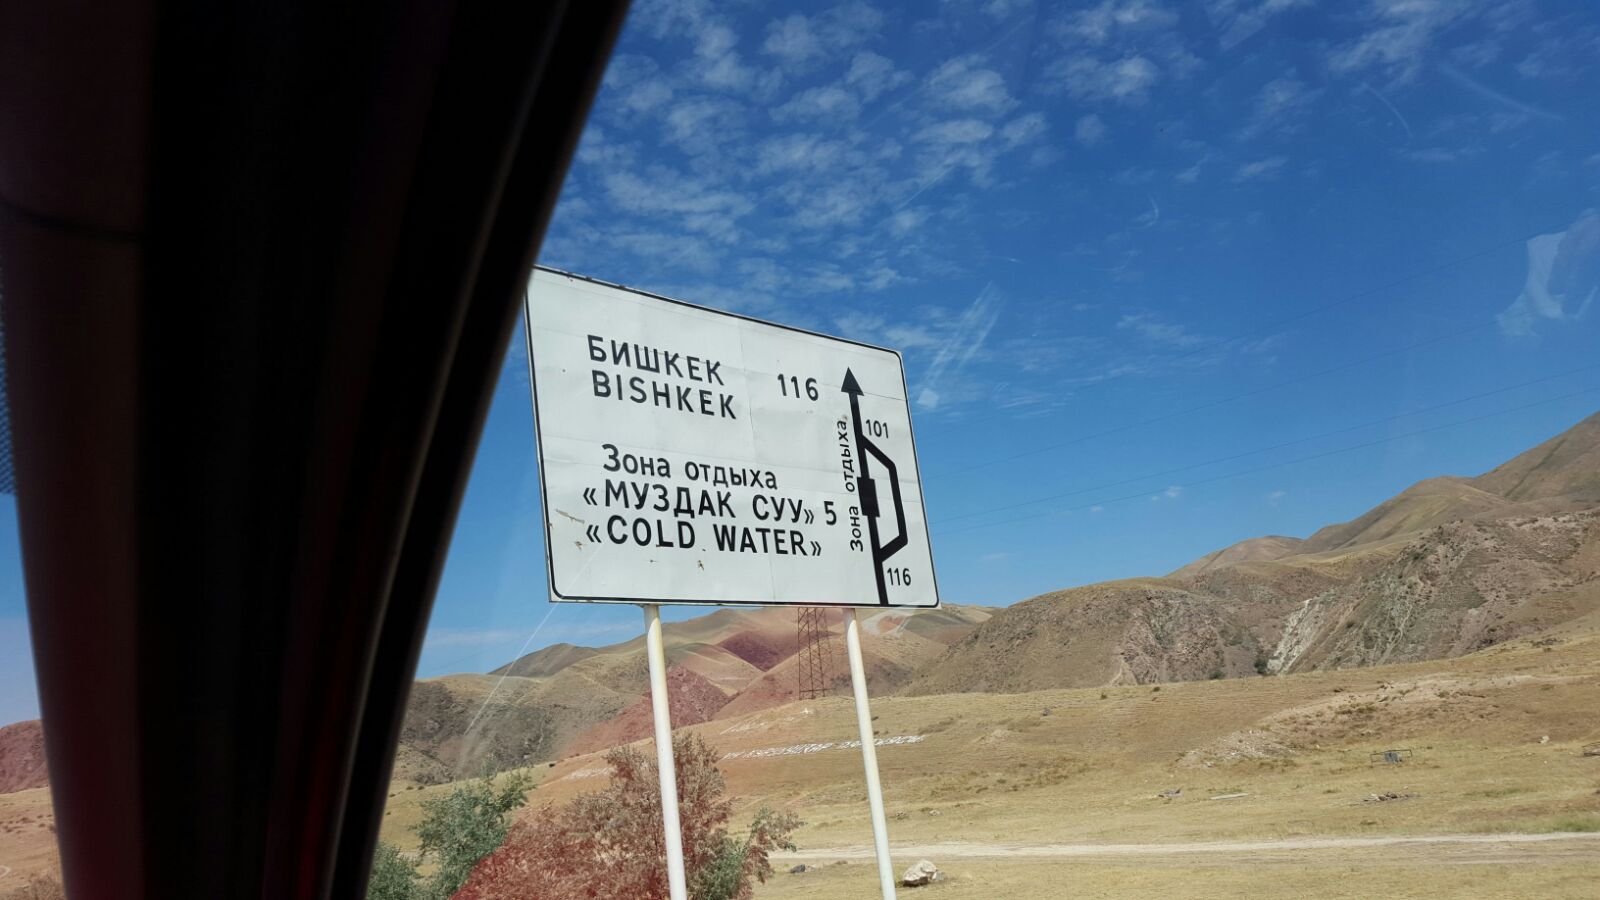 БИШКЕК
BISHKEK
116
Зона отдыха
«МУЗДАК СУУ» 5
«COLD WATER»
101
Зона отдыха
116